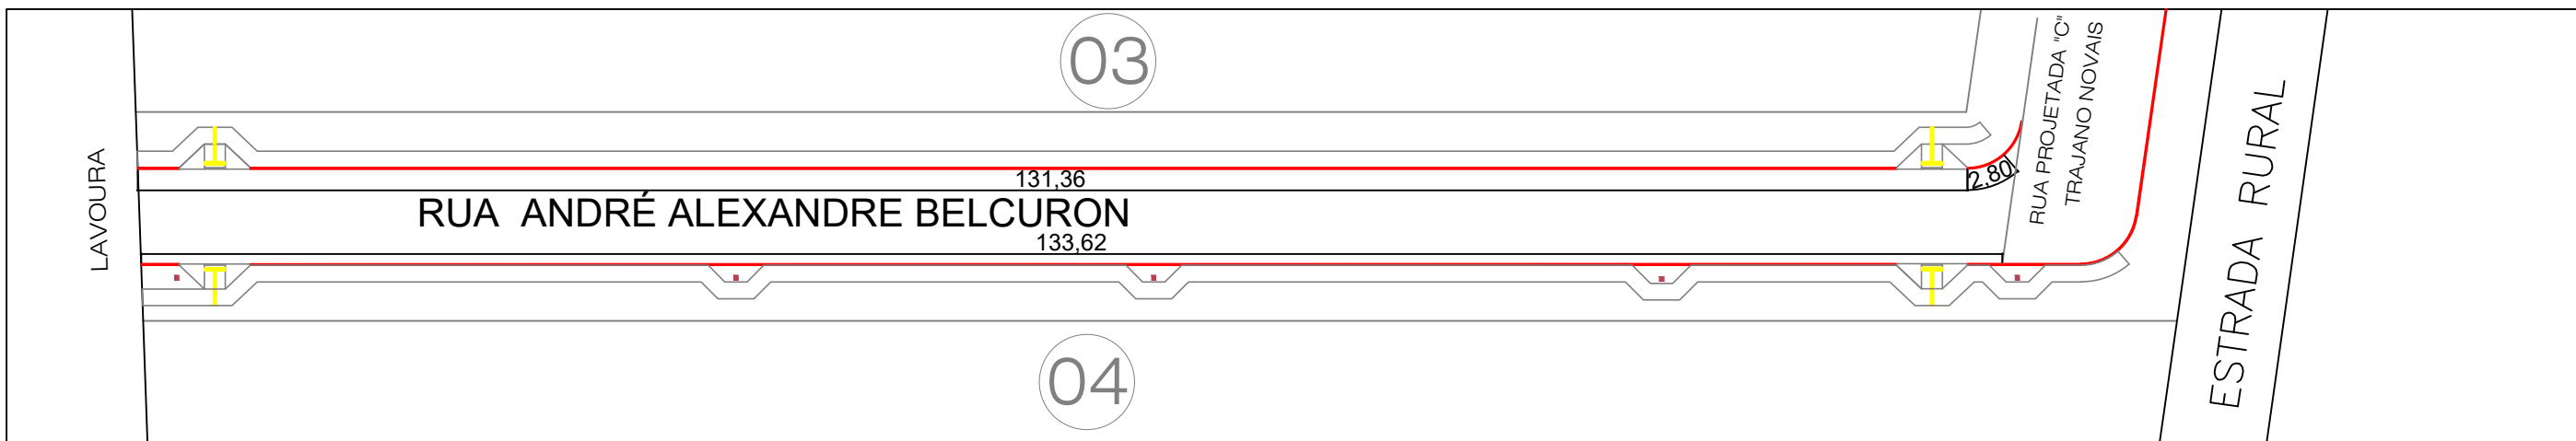 03
RUA PROJETADA "C"
TRAJANO NOVAIS
ESTRADA RURAL
LAVOURA
131,36
2.80
RUA ANDRÉ ALEXANDRE BELCURON
133,62
04